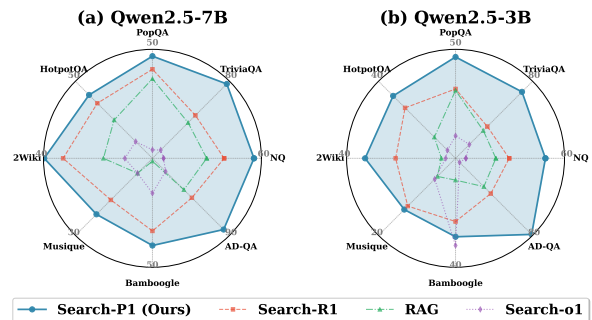 (a) Qwen2.5-7B
(b) Qwen2.5-3B
PopQA
50
HotpotQA
50
TriviaQA
80
2Wiki
40
NQ
60
Musique
30
AD-QA
90
Bamboogle
50
PopQA
50
HotpotQA
40
TriviaQA
80
2Wiki
NQ
60
Musique
20
AD-QA
Bamboogle
40
Search-P1 (Ours)
Search-R1
RAG
Search-o1